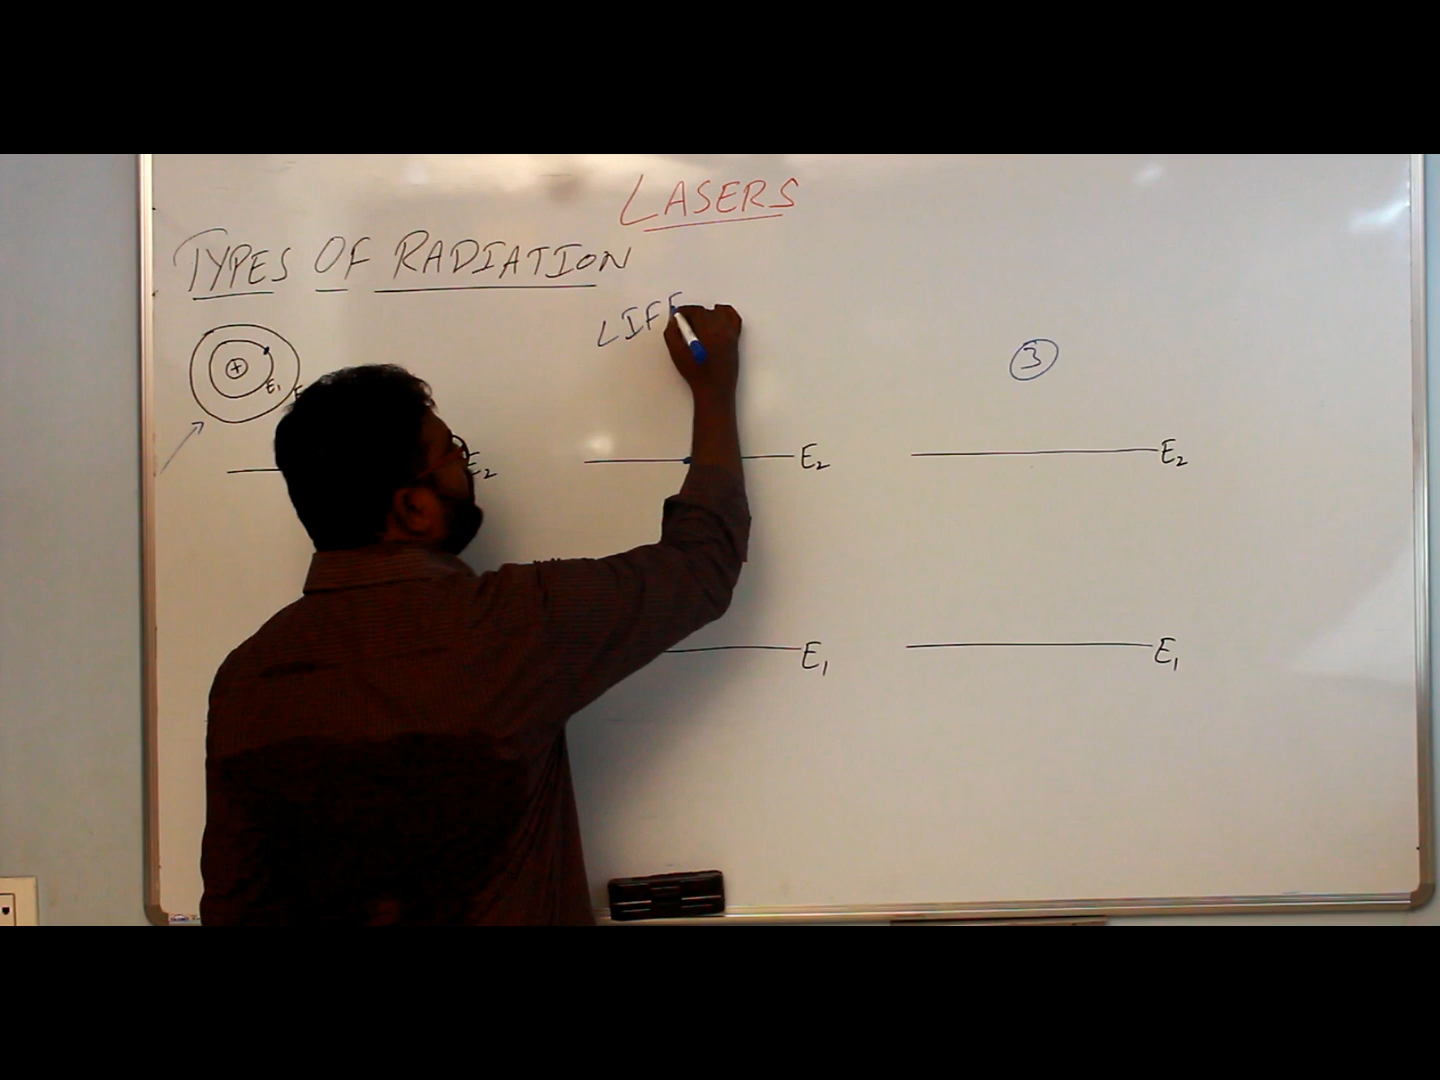 LASERS
TYPES OF RADIATION
LIFE
+
E1
3
E2 E2 E2
E1 E1